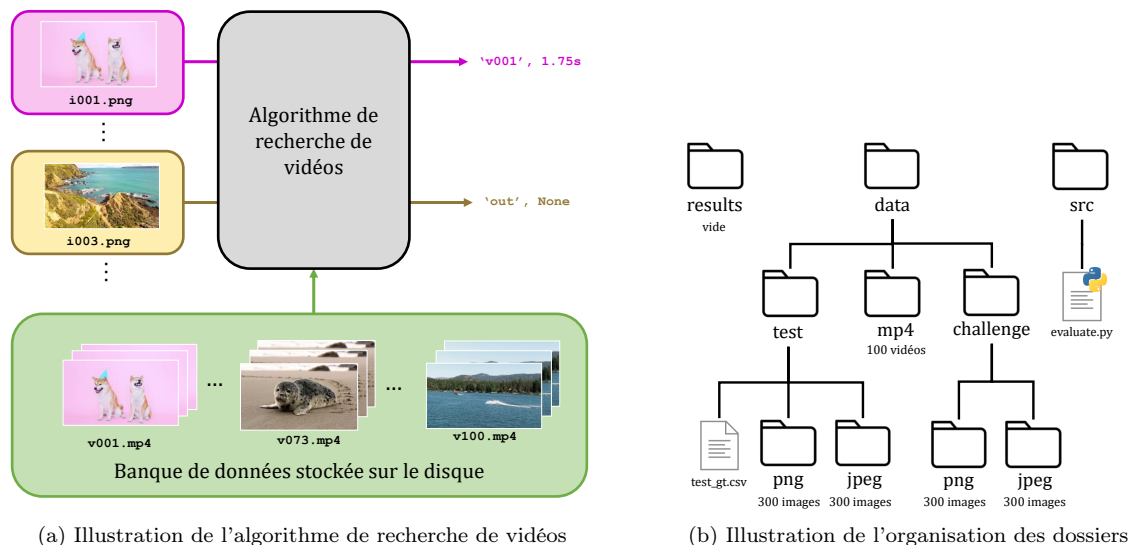 i001.png
⋮
i003.png
⋮
Algorithme de
recherche de
vidéos
‘v001’, 1.75s
‘out’, None
...
...
v001.mp4
v073.mp4
v100.mp4
Banque de données stockée sur le disque
(a) Illustration de l'algorithme de recherche de vidéos
results
vide
data
src
test
mp4
100 vidéos
challenge
evaluate.py
test_gt.csv
png
300 images
jpeg
300 images
png
300 images
jpeg
300 images
(b) Illustration de l'organisation des dossiers